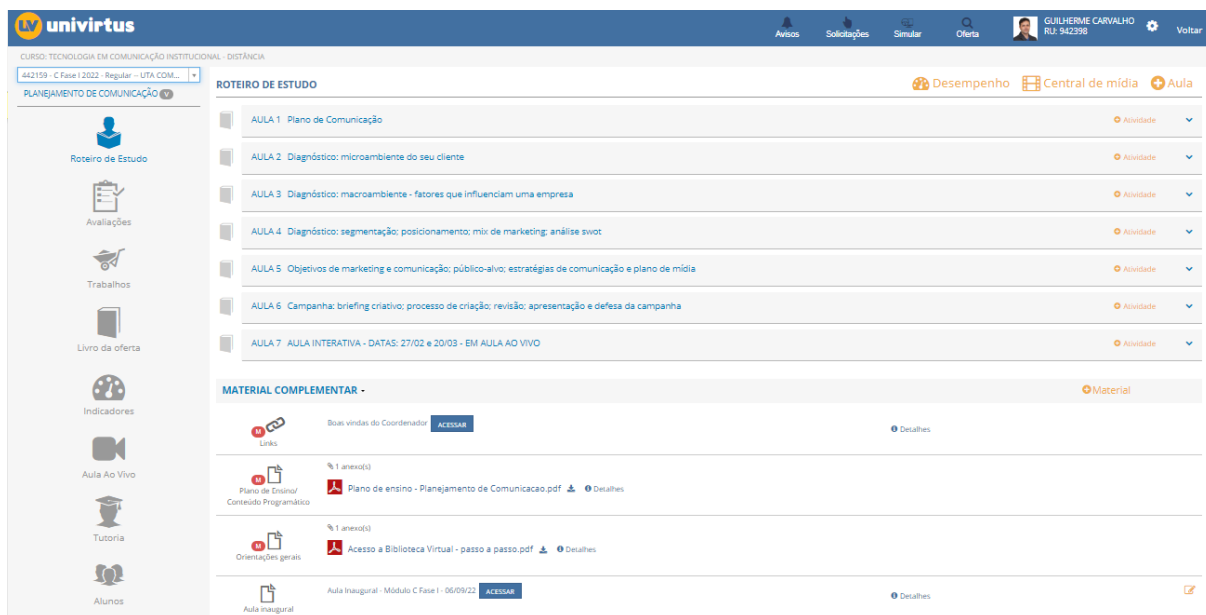 UV univirtus
Avisos
Solicitações
Simular
Oferta
GUILHERME CARVALHO
RU: 942398
Voltar
CURSO: TECNOLOGIA EM COMUNICAÇÃO INSTITUCIONAL - DISTÂNCIA
442159 - C Fase I 2022 - Regular -- UTA COM...
PLANEJAMENTO DE COMUNICAÇÃO V
Roteiro de Estudo
Avaliações
Trabalhos
Livro da oferta
Indicadores
Aula Ao Vivo
Tutoria
Alunos
ROTEIRO DE ESTUDO
Desempenho
Central de mídia
Aula
AULA 1 Plano de Comunicação
Atividade
AULA 2 Diagnóstico: microambiente do seu cliente
Atividade
AULA 3 Diagnóstico: macroambiente - fatores que influenciam uma empresa
Atividade
AULA 4 Diagnóstico: segmentação; posicionamento; mix de marketing; análise swot
Atividade
AULA 5 Objetivos de marketing e comunicação; público-alvo; estratégias de comunicação e plano de mídia
Atividade
AULA 6 Campanha: briefing criativo; processo de criação; revisão; apresentação e defesa da campanha
Atividade
AULA 7 AULA INTERATIVA - DATAS: 27/02 e 20/03 - EM AULA AO VIVO
Atividade
MATERIAL COMPLEMENTAR -
Material
M
Links
Boas vindas do Coordenador ACESSAR
Detalhes
M
Plano de Ensino/
Conteúdo Programático
1 anexo(s)
Plano de ensino - Planejamento de Comunicacao.pdf
Detalhes
M
Orientações gerais
1 anexo(s)
Acesso a Biblioteca Virtual - passo a passo.pdf
Detalhes
Aula inaugural
Aula Inaugural - Módulo C Fase I - 06/09/22 ACESSAR
Detalhes